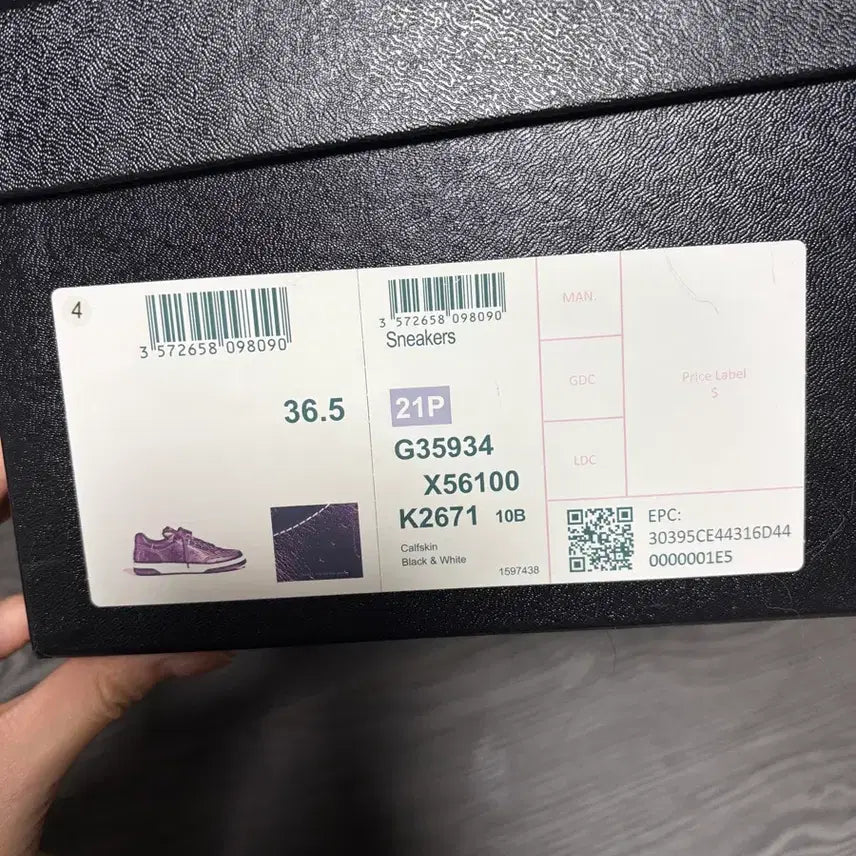 4
3 572658 098090
36.5
3 572658 098090
Sneakers
21P
G35934
X56100
K2671 10B
Calfskin
Black & White
1597438
MAN.
GDC
LDC
Price Label
$
EPC:
30395CE44316D44
0000001E5